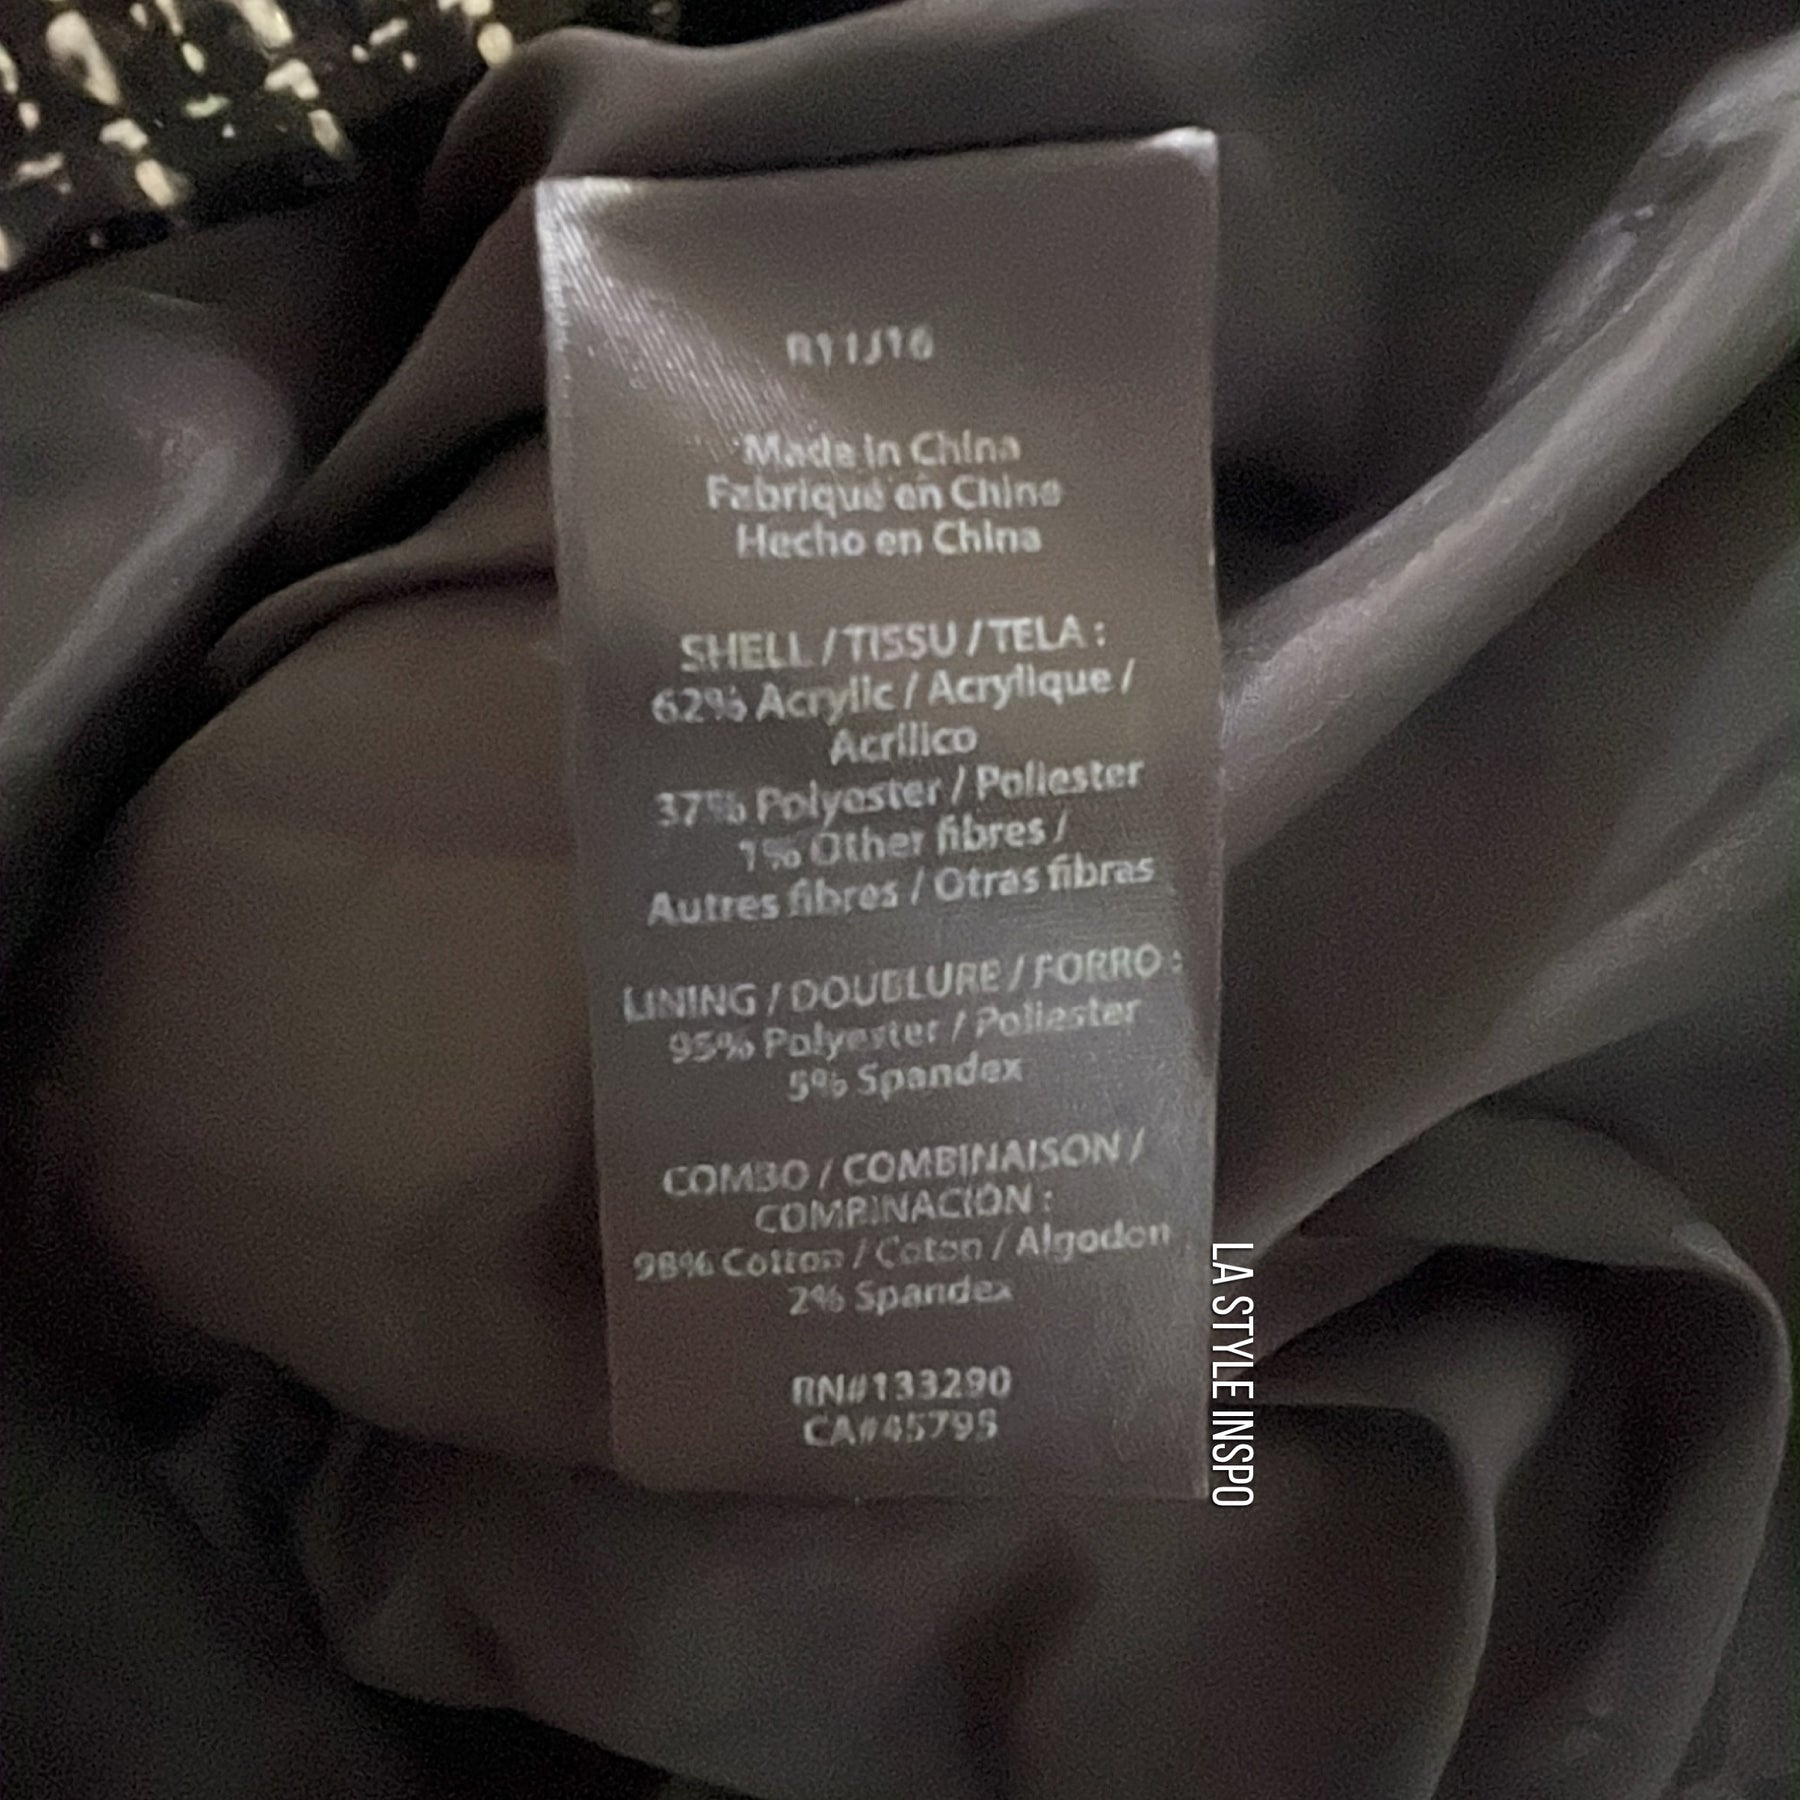 R11J16
Made in China
Fabriqué en Chine
Hecho en China
SHELL / TISSU / TELA :
62% Acrylic / Acrylique /
Acrílico
37% Polyester / Poliester
1% Other fibres /
Autres fibres / Otras fibras
LINING / DOUBLURE / FORRO :
95% Polyester / Poliester
5% Spandex
COMBO / COMBINAISON /
COMBINACIÓN :
98% Cotton / Coton / Algodon
2% Spandex
RN#133290
CA#45795
LA STYLE INSPO